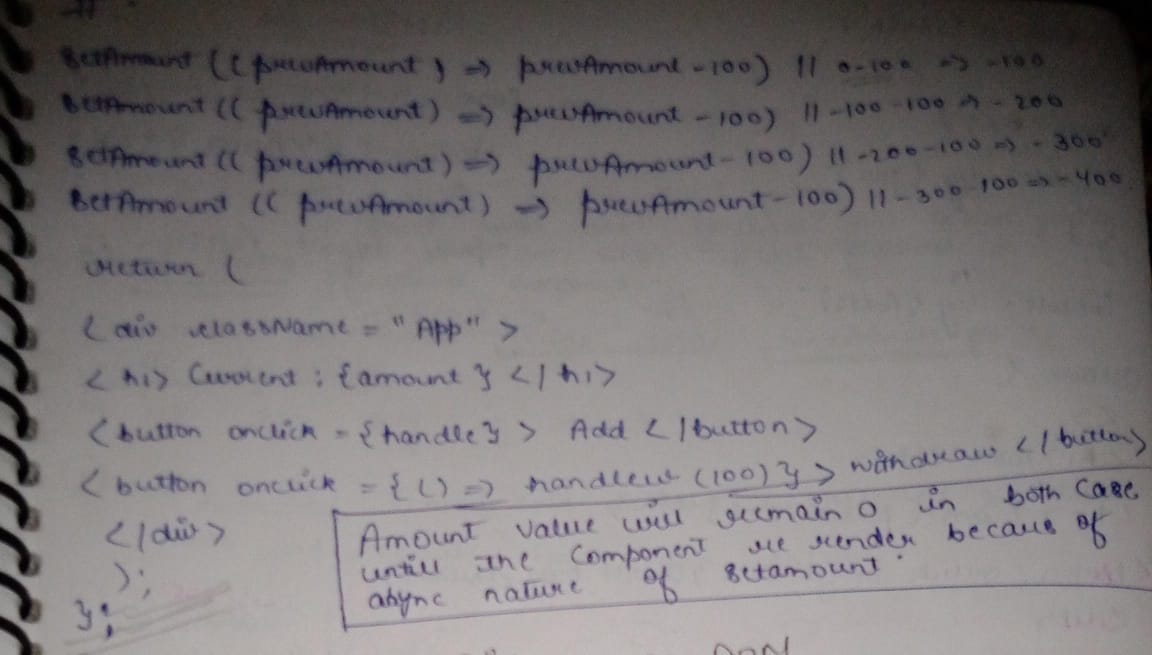 SetAmount ((prevAmount) => prevAmount - 100) // 0-100 => -100
SetAmount ((prevAmount) => prevAmount - 100) // -100 -100 => -200
SetAmount ((prevAmount) => prevAmount - 100) // -200-100 => -300
SetAmount ((prevAmount) => prevAmount - 100) // -300 100 => -400
return (
<div className = "App" >
<h1> Current : {amount} </h1>
<button onclick = {handle} > Add </button>
<button onclick = {() => handlew (100)} > withdraw </button>
</div>
);
};
Amount value will remain 0 in both case
untill the component re render becaus of
async nature of setamount.